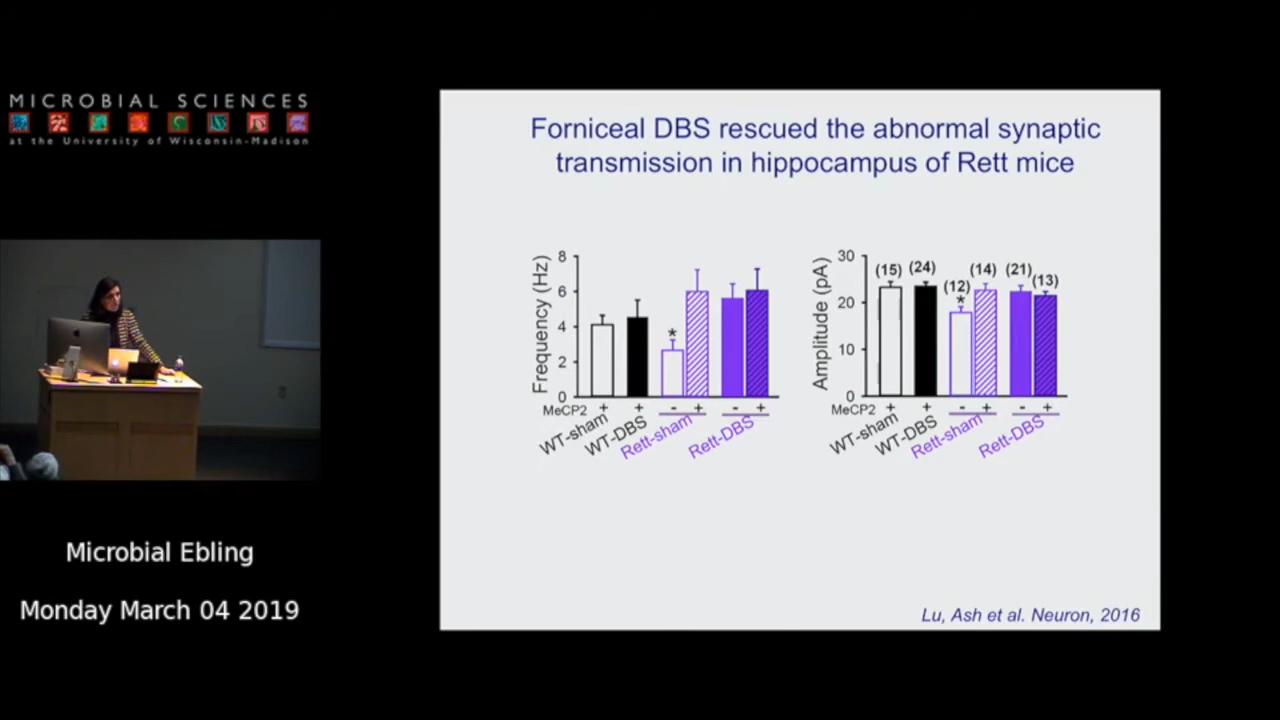 MICROBIAL SCIENCES
at the University of Wisconsin-Madison
Microbial Ebling
Monday March 04 2019
Forniceal DBS rescued the abnormal synaptic
transmission in hippocampus of Rett mice
Frequency (Hz)
8
6
4
2
0
*
MeCP2 + + - + - +
WT-sham
WT-DBS
Rett-sham
Rett-DBS
Amplitude (pA)
30
20
10
0
(15) (24) (12) (14) (21) (13)
*
MeCP2 + + - + - +
WT-sham
WT-DBS
Rett-sham
Rett-DBS
Lu, Ash et al. Neuron, 2016